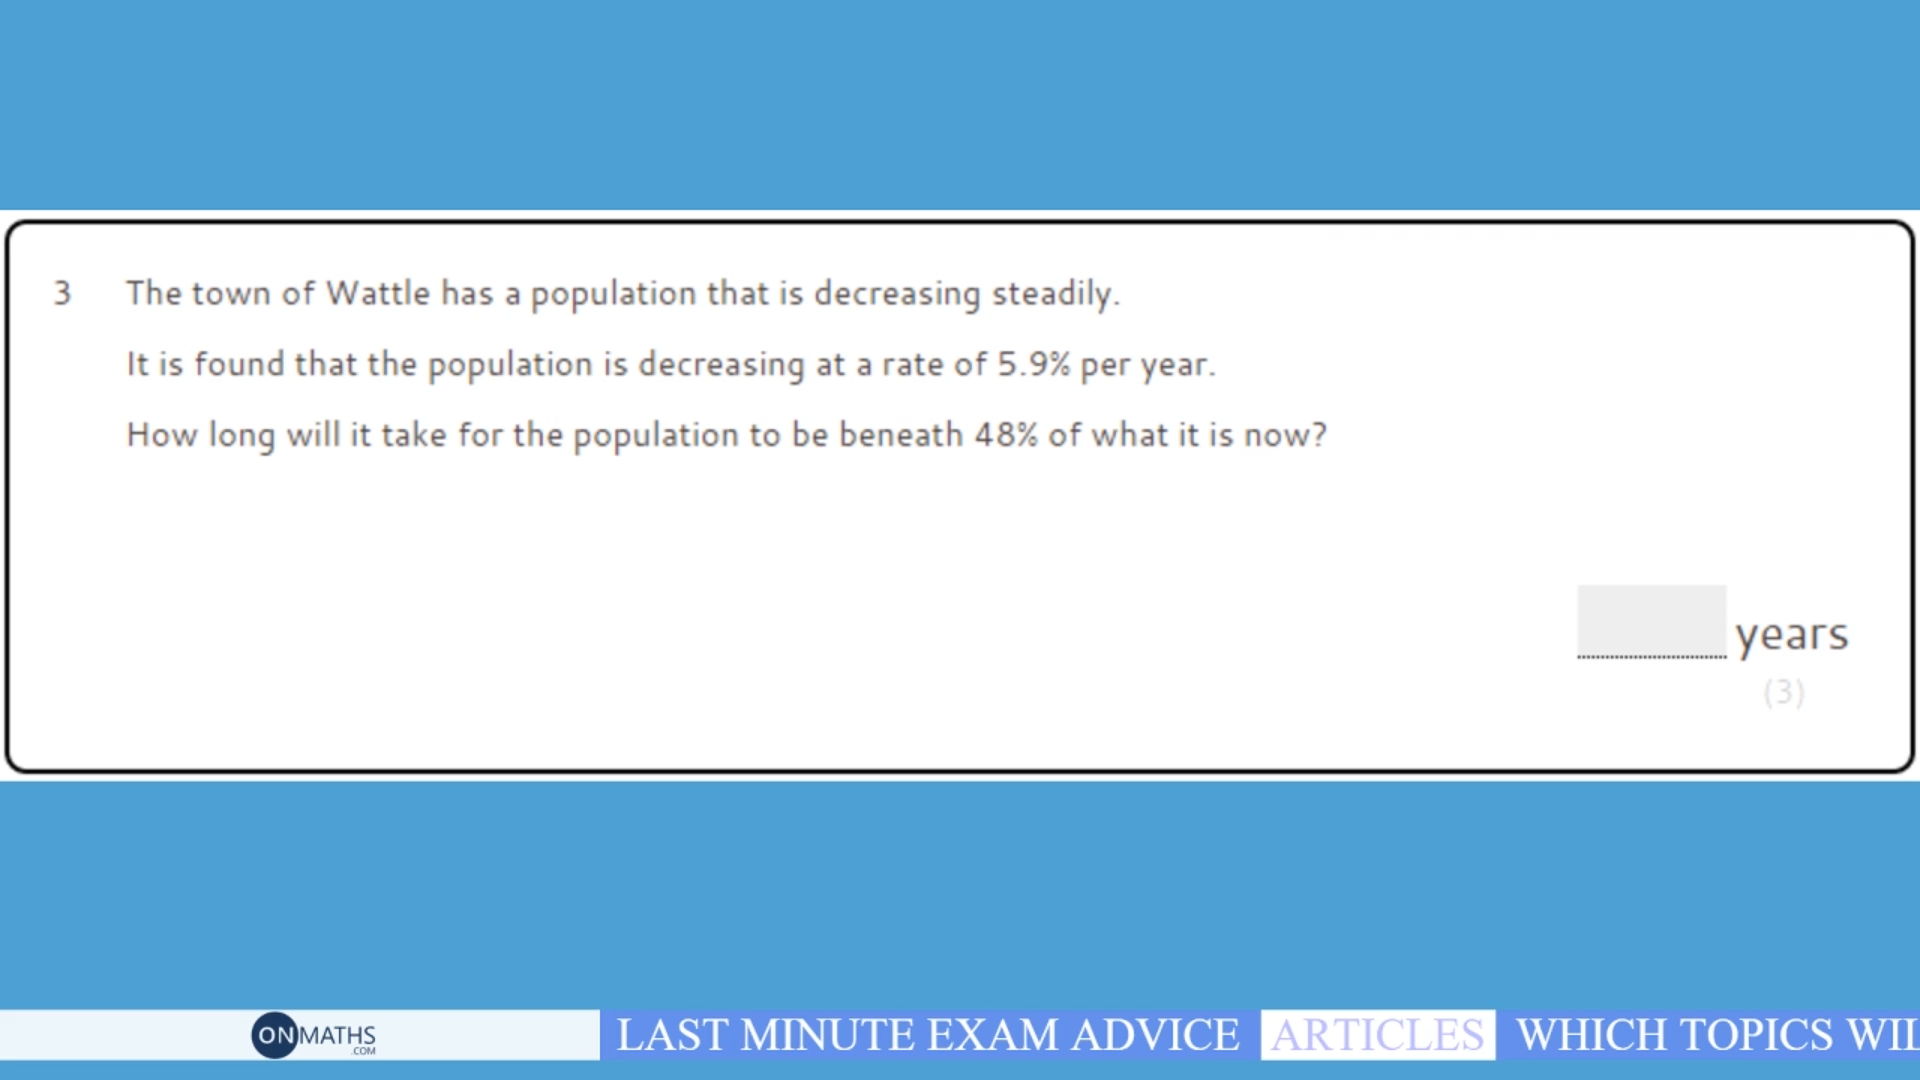 3 The town of Wattle has a population that is decreasing steadily.
It is found that the population is decreasing at a rate of 5.9% per year.
How long will it take for the population to be beneath 48% of what it is now?
years
(3)
ONMATHS
.COM
LAST MINUTE EXAM ADVICE ARTICLES WHICH TOPICS